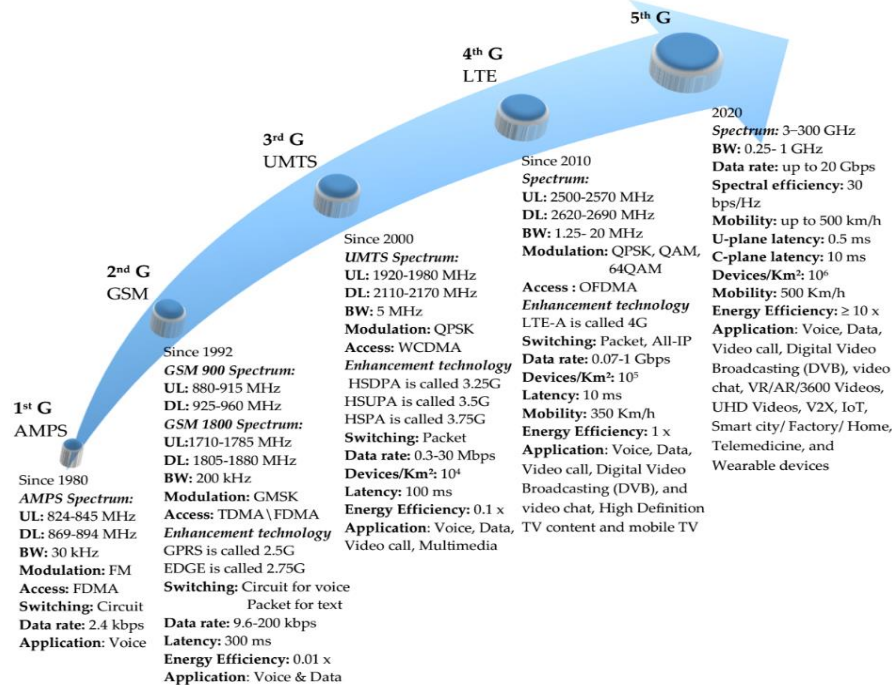 1st G
AMPS
Since 1980
AMPS Spectrum:
UL: 824-845 MHz
DL: 869-894 MHz
BW: 30 kHz
Modulation: FM
Access: FDMA
Switching: Circuit
Data rate: 2.4 kbps
Application: Voice
2nd G
GSM
Since 1992
GSM 900 Spectrum:
UL: 880-915 MHz
DL: 925-960 MHz
GSM 1800 Spectrum:
UL:1710-1785 MHz
DL: 1805-1880 MHz
BW: 200 kHz
Modulation: GMSK
Access: TDMA\FDMA
Enhancement technology
GPRS is called 2.5G
EDGE is called 2.75G
Switching: Circuit for voice
Packet for text
Data rate: 9.6-200 kbps
Latency: 300 ms
Energy Efficiency: 0.01 x
Application: Voice & Data
3rd G
UMTS
Since 2000
UMTS Spectrum:
UL: 1920-1980 MHz
DL: 2110-2170 MHz
BW: 5 MHz
Modulation: QPSK
Access: WCDMA
Enhancement technology
HSDPA is called 3.25G
HSUPA is called 3.5G
HSPA is called 3.75G
Switching: Packet
Data rate: 0.3-30 Mbps
Devices/Km²: 10⁴
Latency: 100 ms
Energy Efficiency: 0.1 x
Application: Voice, Data,
Video call, Multimedia
4th G
LTE
Since 2010
Spectrum:
UL: 2500-2570 MHz
DL: 2620-2690 MHz
BW: 1.25- 20 MHz
Modulation: QPSK, QAM,
64QAM
Access : OFDMA
Enhancement technology
LTE-A is called 4G
Switching: Packet, All-IP
Data rate: 0.07-1 Gbps
Devices/Km²: 10⁵
Latency: 10 ms
Mobility: 350 Km/h
Energy Efficiency: 1 x
Application: Voice, Data,
Video call, Digital Video
Broadcasting (DVB), and
video chat, High Definition
TV content and mobile TV
5th G
2020
Spectrum: 3–300 GHz
BW: 0.25- 1 GHz
Data rate: up to 20 Gbps
Spectral efficiency: 30
bps/Hz
Mobility: up to 500 km/h
U-plane latency: 0.5 ms
C-plane latency: 10 ms
Devices/Km²: 10⁶
Mobility: 500 Km/h
Energy Efficiency: ≥ 10 x
Application: Voice, Data,
Video call, Digital Video
Broadcasting (DVB), video
chat, VR/AR/3600 Videos,
UHD Videos, V2X, IoT,
Smart city/ Factory/ Home,
Telemedicine, and
Wearable devices